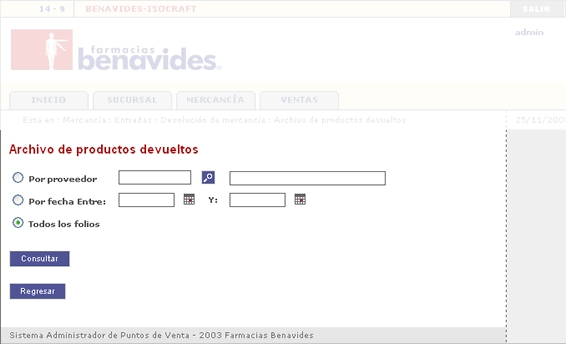 14 - 9 BENAVIDES-ISOCRAFT SALIR
admin
farmacias
benavides
INICIO SUCURSAL MERCANCÍA VENTAS
Está en : Mercancía : Entradas : Devolución de mercancía : Archivo de productos devueltos 25/11/200
Archivo de productos devueltos
Por proveedor
Por fecha Entre: Y:
Todos los folios
Consultar
Regresar
Sistema Administrador de Puntos de Venta - 2003 Farmacias Benavides